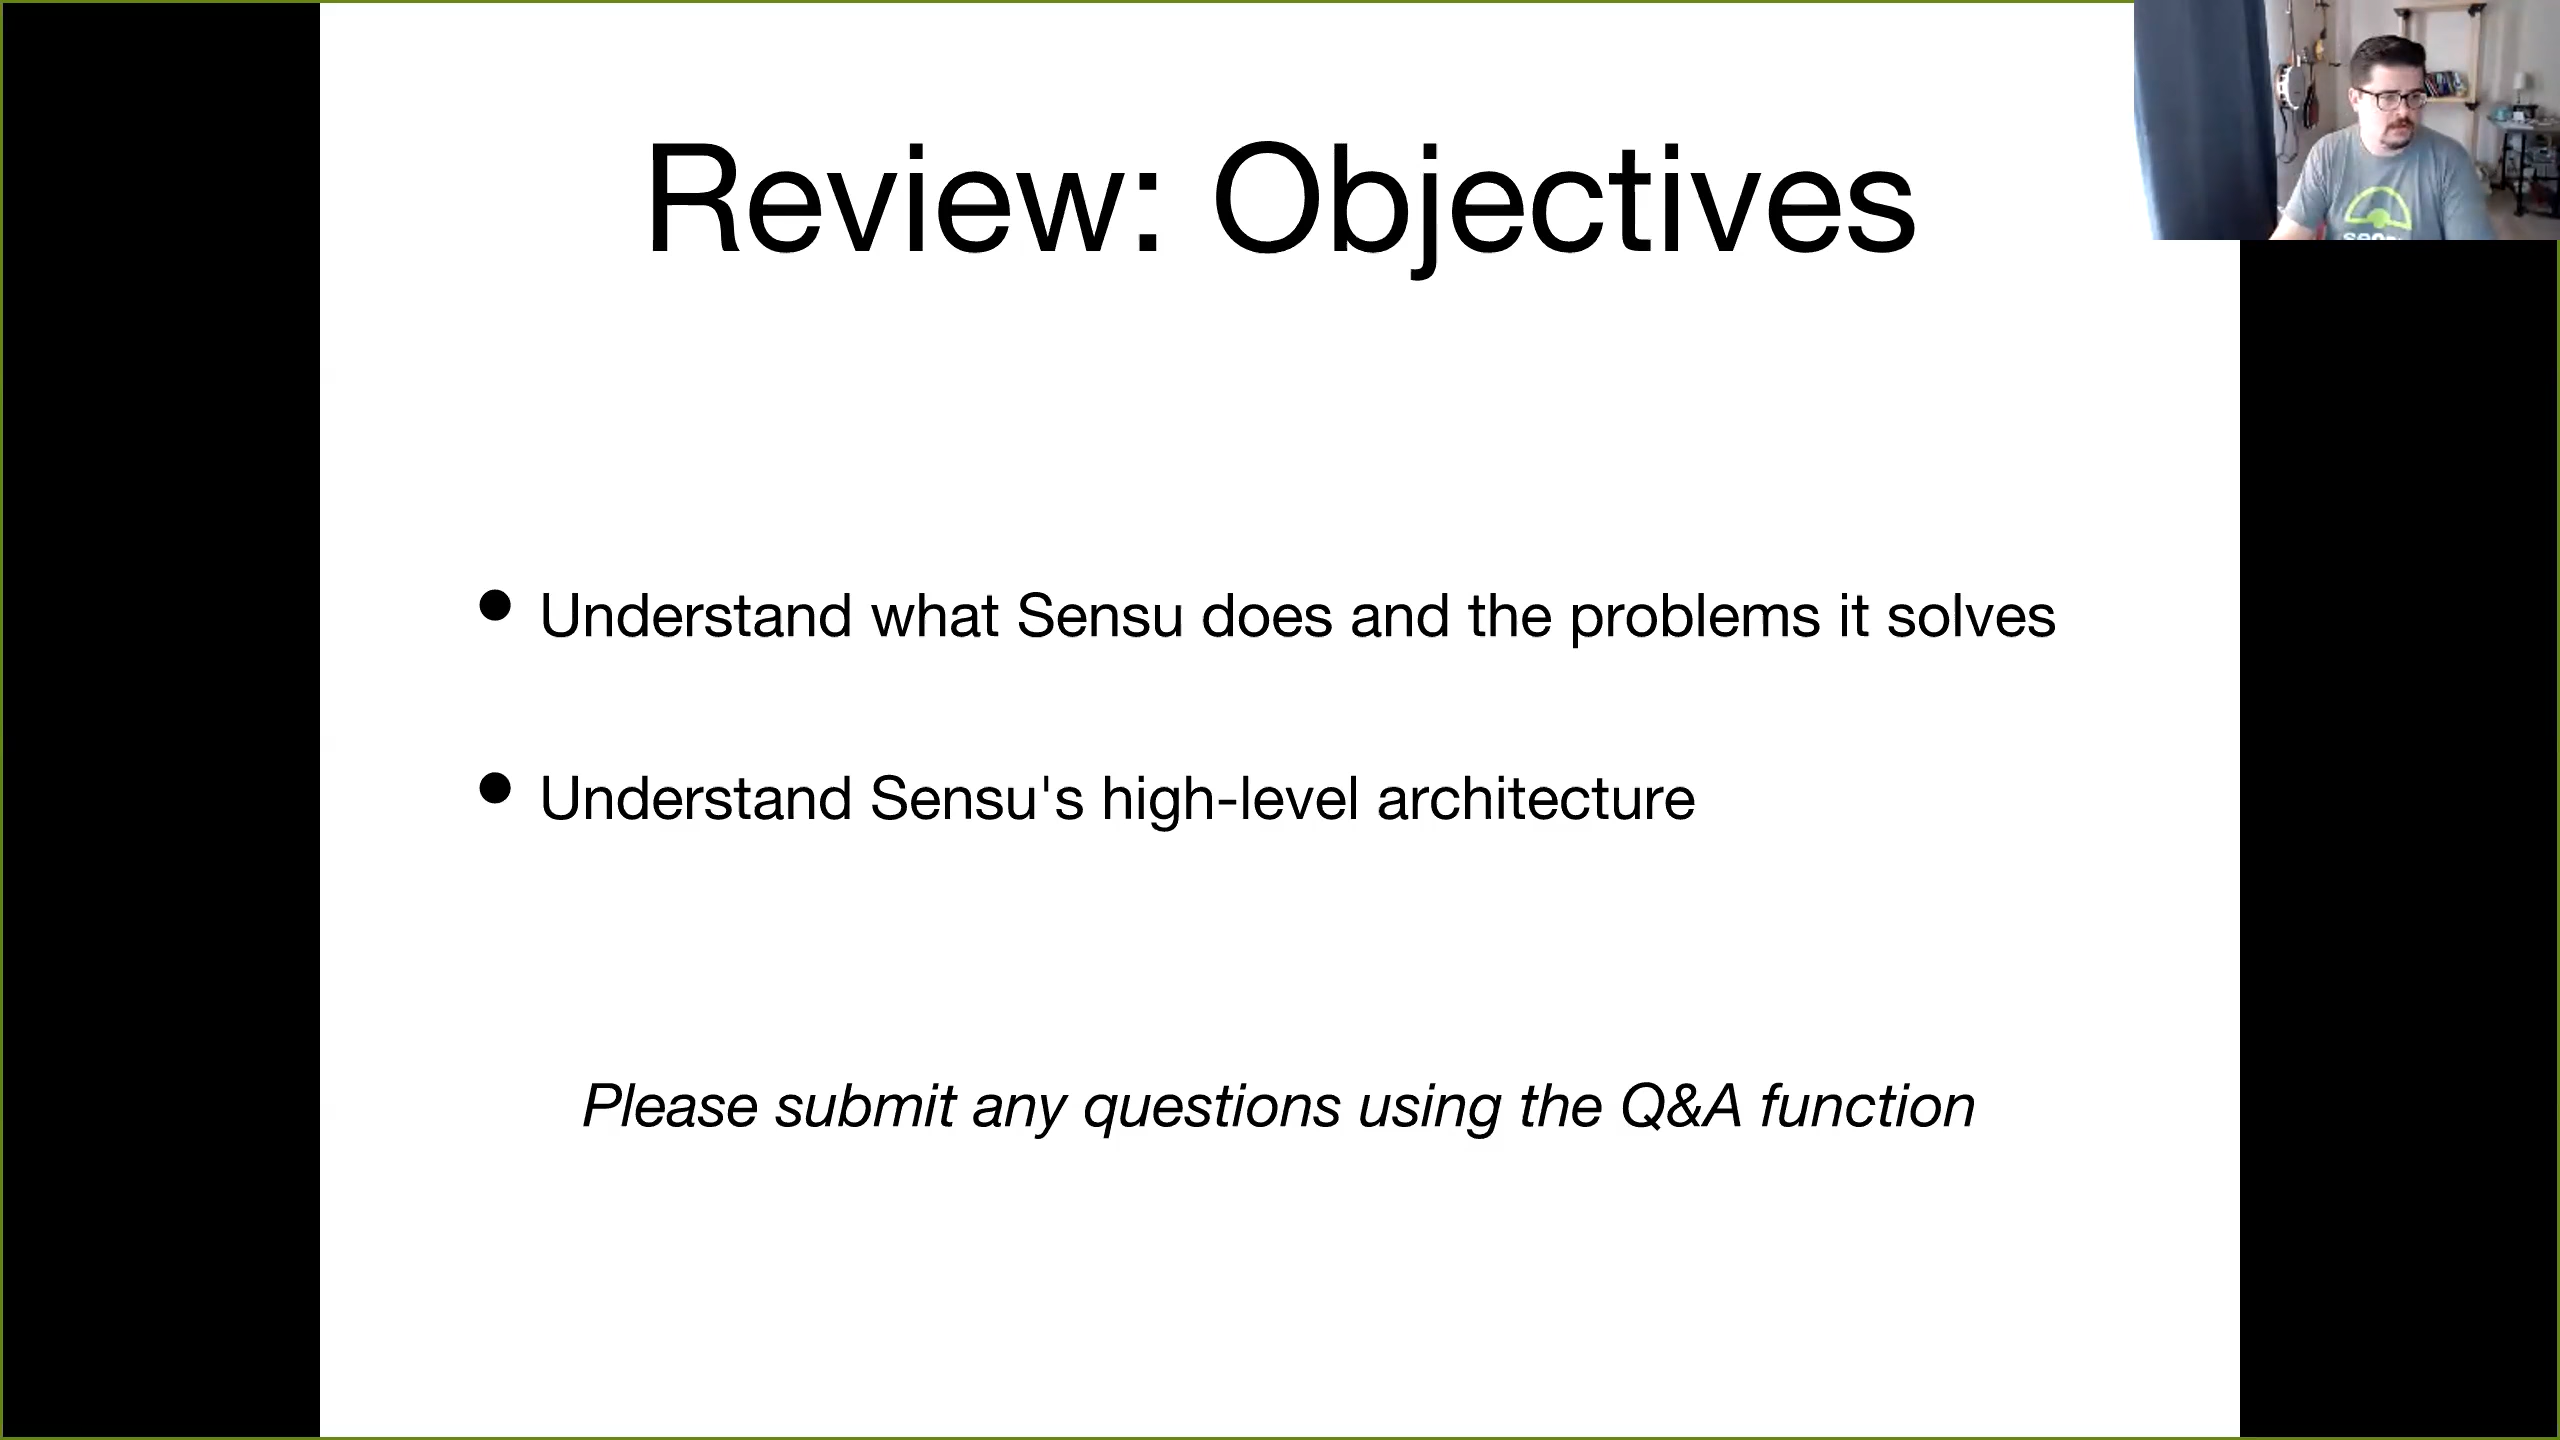 Review: Objectives
Understand what Sensu does and the problems it solves
Understand Sensu's high-level architecture
Please submit any questions using the Q&A function